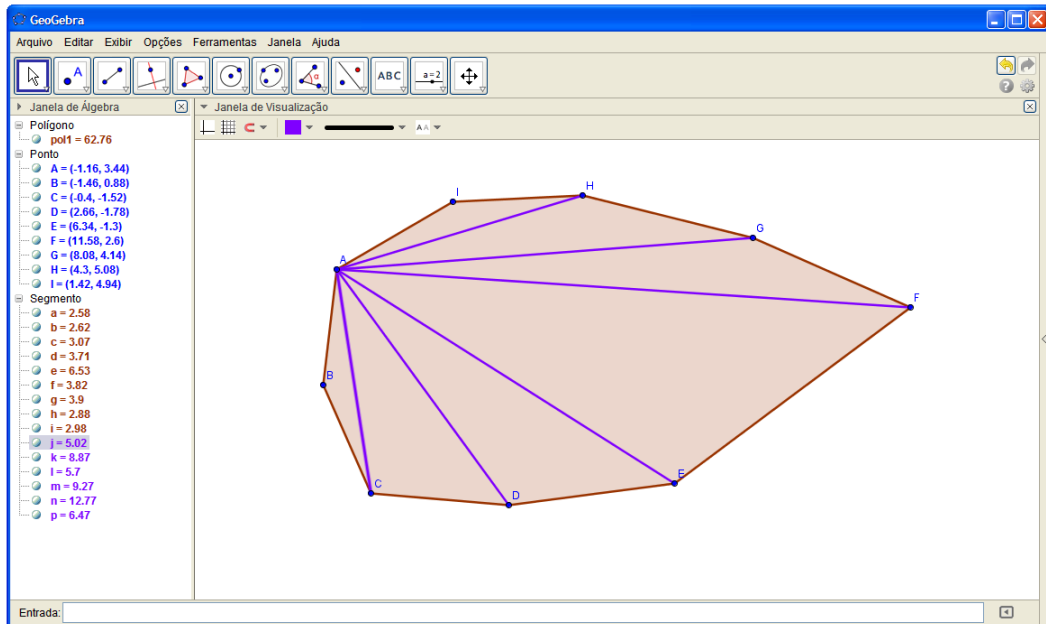 GeoGebra
Arquivo Editar Exibir Opções Ferramentas Janela Ajuda
A α ABC a=2
Janela de Álgebra
Janela de Visualização
Polígono
pol1 = 62.76
Ponto
A = (-1.16, 3.44)
B = (-1.46, 0.88)
C = (-0.4, -1.52)
D = (2.66, -1.78)
E = (6.34, -1.3)
F = (11.58, 2.6)
G = (8.08, 4.14)
H = (4.3, 5.08)
I = (1.42, 4.94)
Segmento
a = 2.58
b = 2.62
c = 3.07
d = 3.71
e = 6.53
f = 3.82
g = 3.9
h = 2.88
i = 2.98
j = 5.02
k = 8.87
l = 5.7
m = 9.27
n = 12.77
p = 6.47
AA
I
H
G
A
F
B
C
D
E
Entrada: